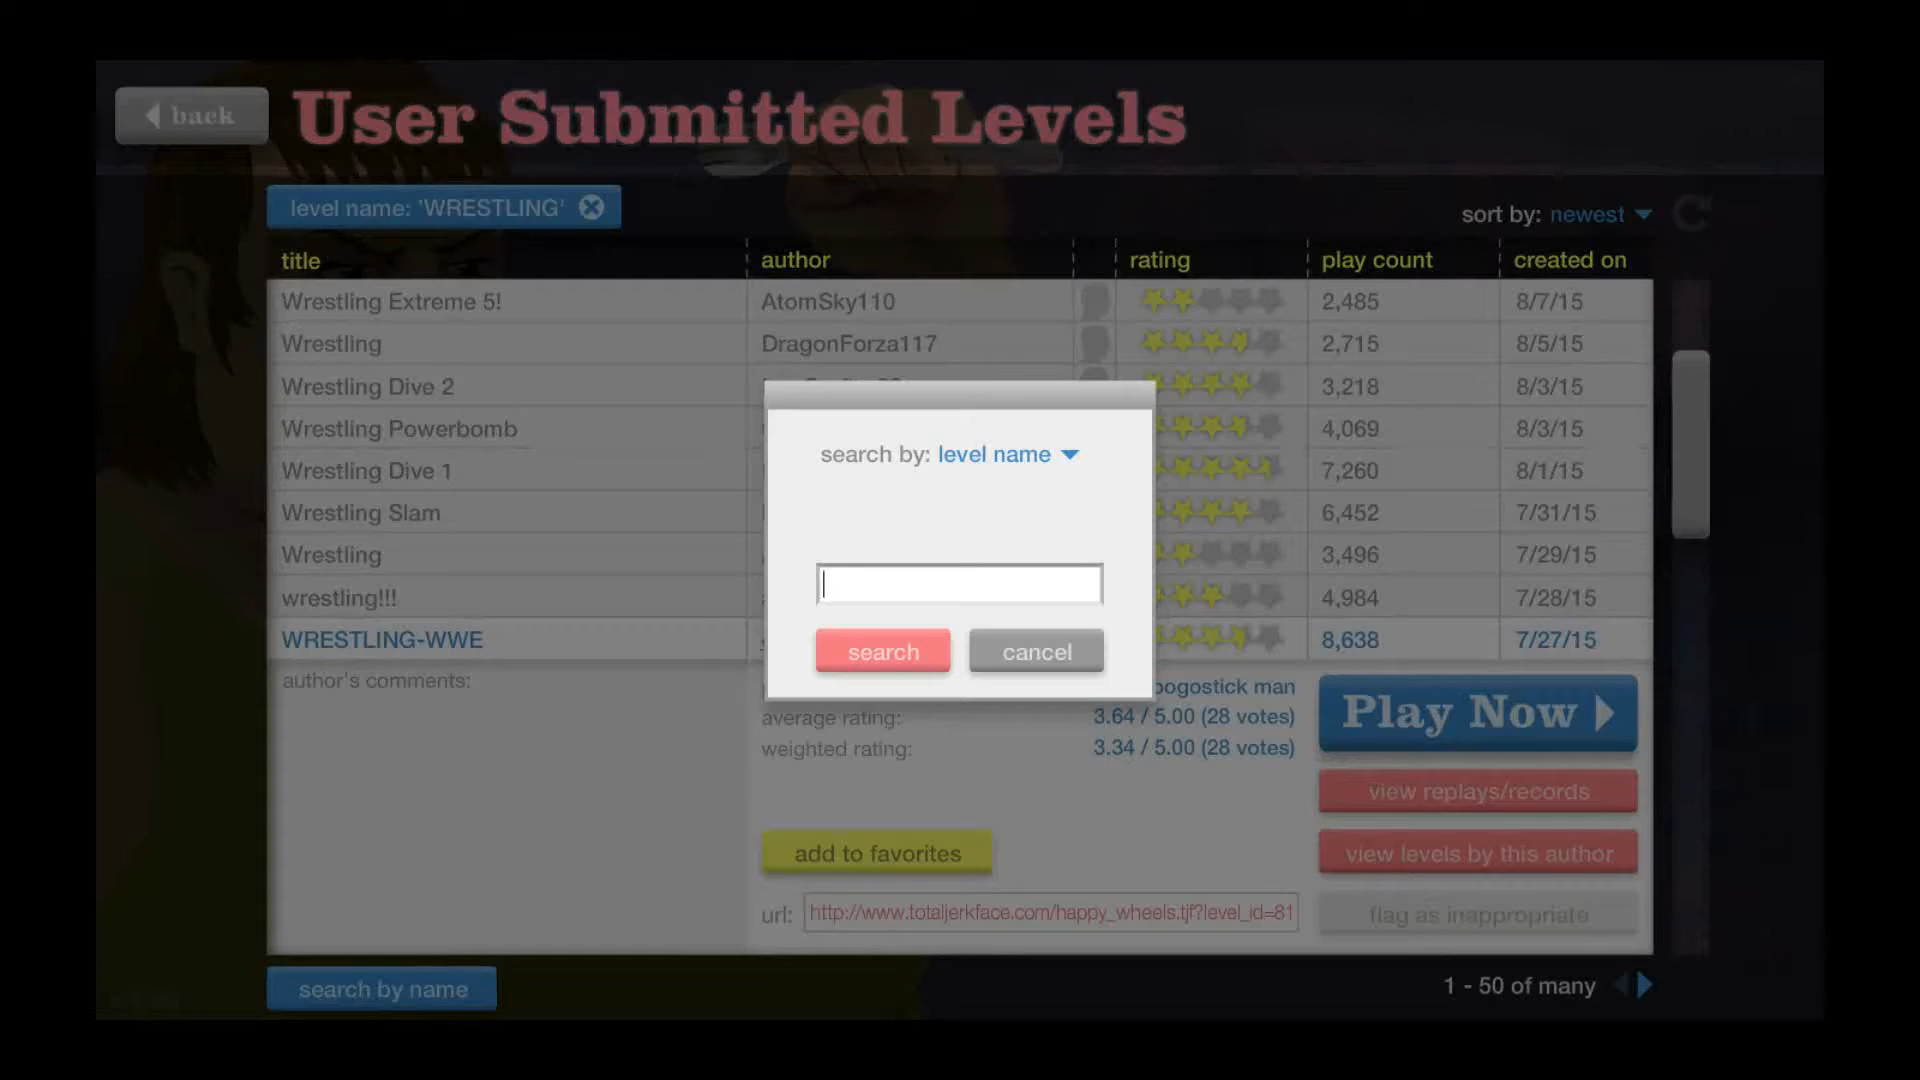 back
User Submitted Levels
level name: 'WRESTLING'
sort by: newest
title author rating play count created on
Wrestling Extreme 5! AtomSky110 2,485 8/7/15
Wrestling DragonForza117 2,715 8/5/15
Wrestling Dive 2 3,218 8/3/15
Wrestling Powerbomb 4,069 8/3/15
Wrestling Dive 1 7,260 8/1/15
Wrestling Slam 6,452 7/31/15
Wrestling 3,496 7/29/15
wrestling!!! 4,984 7/28/15
WRESTLING-WWE 8,638 7/27/15
search by: level name
search cancel
author's comments:
pogostick man
average rating: 3.64 / 5.00 (28 votes)
weighted rating: 3.34 / 5.00 (28 votes)
Play Now
view replays/records
add to favorites
view levels by this author
url: http://www.totaljerkface.com/happy_wheels.tjf?level_id=81
flag as inappropriate
search by name
1 - 50 of many